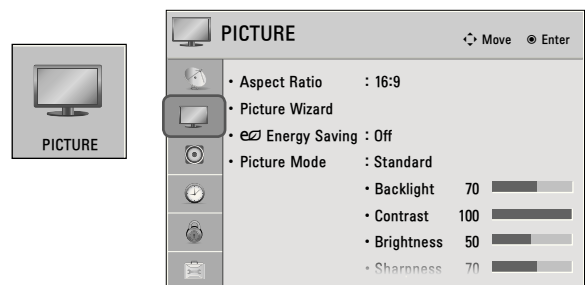 PICTURE
PICTURE
Move Enter
• Aspect Ratio : 16:9
• Picture Wizard
• Energy Saving : Off
• Picture Mode : Standard
• Backlight 70
• Contrast 100
• Brightness 50
• Sharpness 70